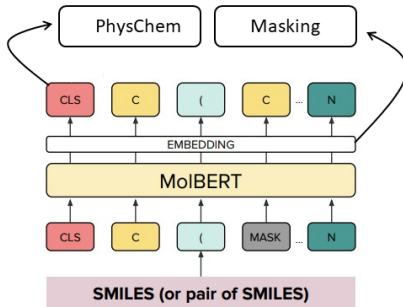 PhysChem Masking
CLS C ( C ... N
EMBEDDING
MolBERT
CLS C ( MASK ... N
SMILES (or pair of SMILES)